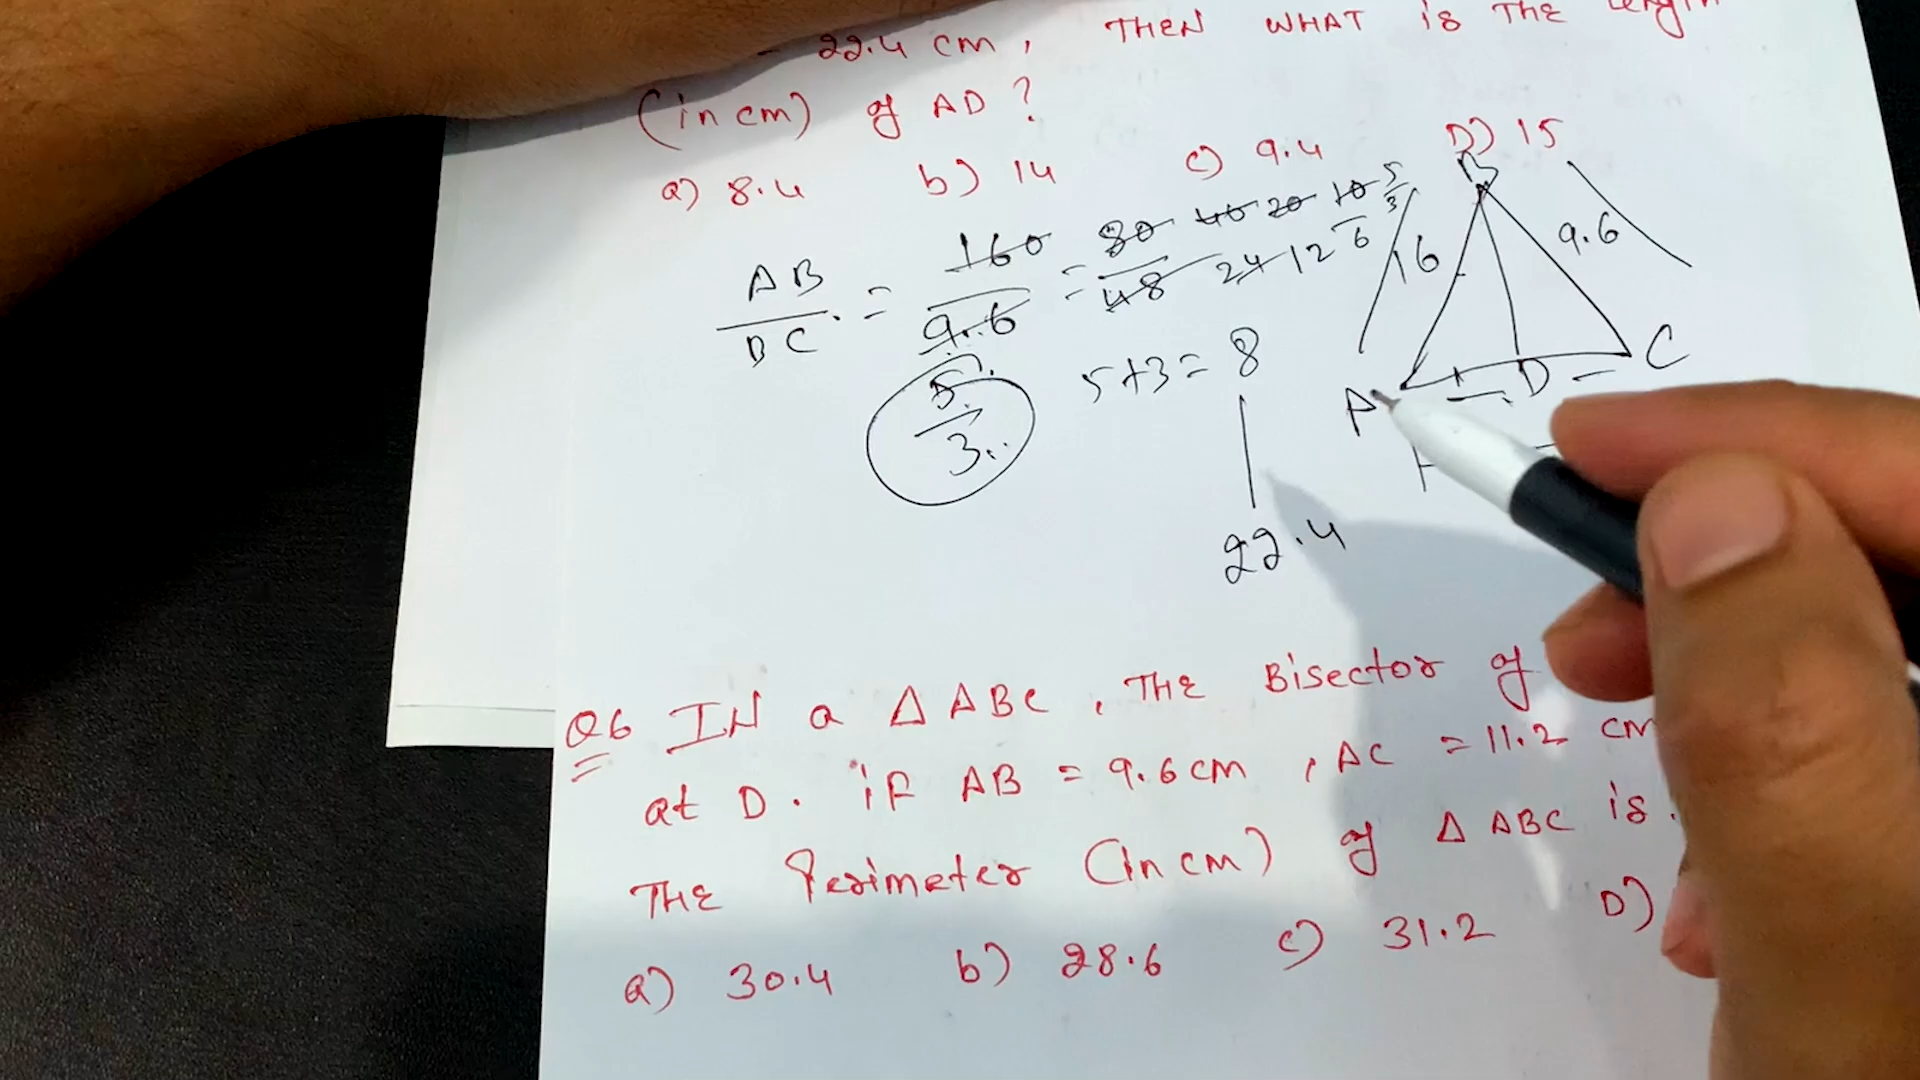 - 22.4 cm, THEN WHAT is THE length
(in cm) of AD ?
a) 8.4 b) 14 c) 9.4 D) 15
AB/BC = 160/9.6 = 80/48 40/24 20/12 10/6 5/3
5/3
5+3 = 8
22.4
B
16
9.6
A D C
Q6 IN a △ ABC , THE Bisector of
at D. iF AB = 9.6 cm , AC = 11.2 cm
THE Perimeter (in cm) of △ ABC is.
a) 30.4 b) 28.6 c) 31.2 D)